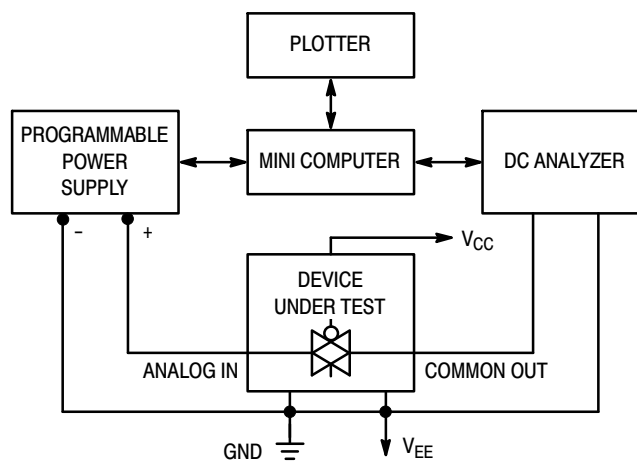 PLOTTER
PROGRAMMABLE
POWER
SUPPLY
MINI COMPUTER
DC ANALYZER
− +
VCC
DEVICE
UNDER TEST
ANALOG IN
COMMON OUT
GND
VEE